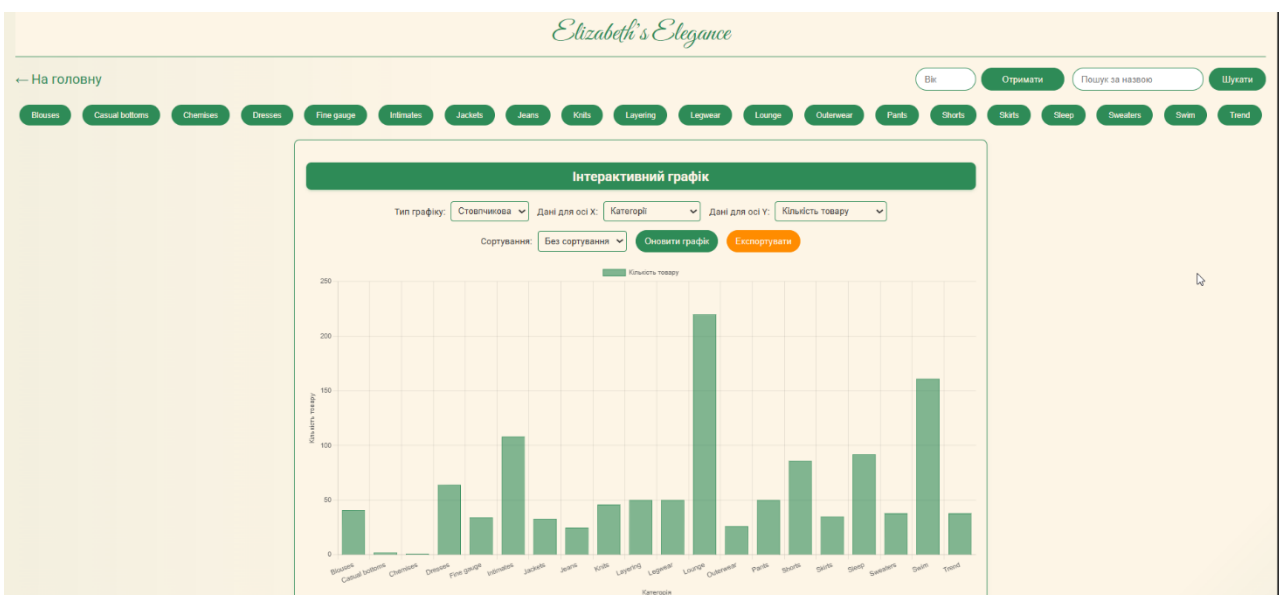 Elizabeth's Elegance
← На головну
Вік
Отримати
Пошук за назвою
Шукати
Blouses Casual bottoms Chemises Dresses Fine gauge Intimates Jackets Jeans Knits Layering Legwear Lounge Outerwear Pants Shorts Skirts Sleep Sweaters Swim Trend
Інтерактивний графік
Тип графіку: Стовпчикова Дані для осі X: Категорії Дані для осі Y: Кількість товару
Сортування: Без сортування Оновити графік Експортувати
Кількість товару
250
200
150
100
50
0
Кількість товару
Blouses Casual bottoms Chemises Dresses Fine gauge Intimates Jackets Jeans Knits Layering Legwear Lounge Outerwear Pants Shorts Skirts Sleep Sweaters Swim Trend
Категорія